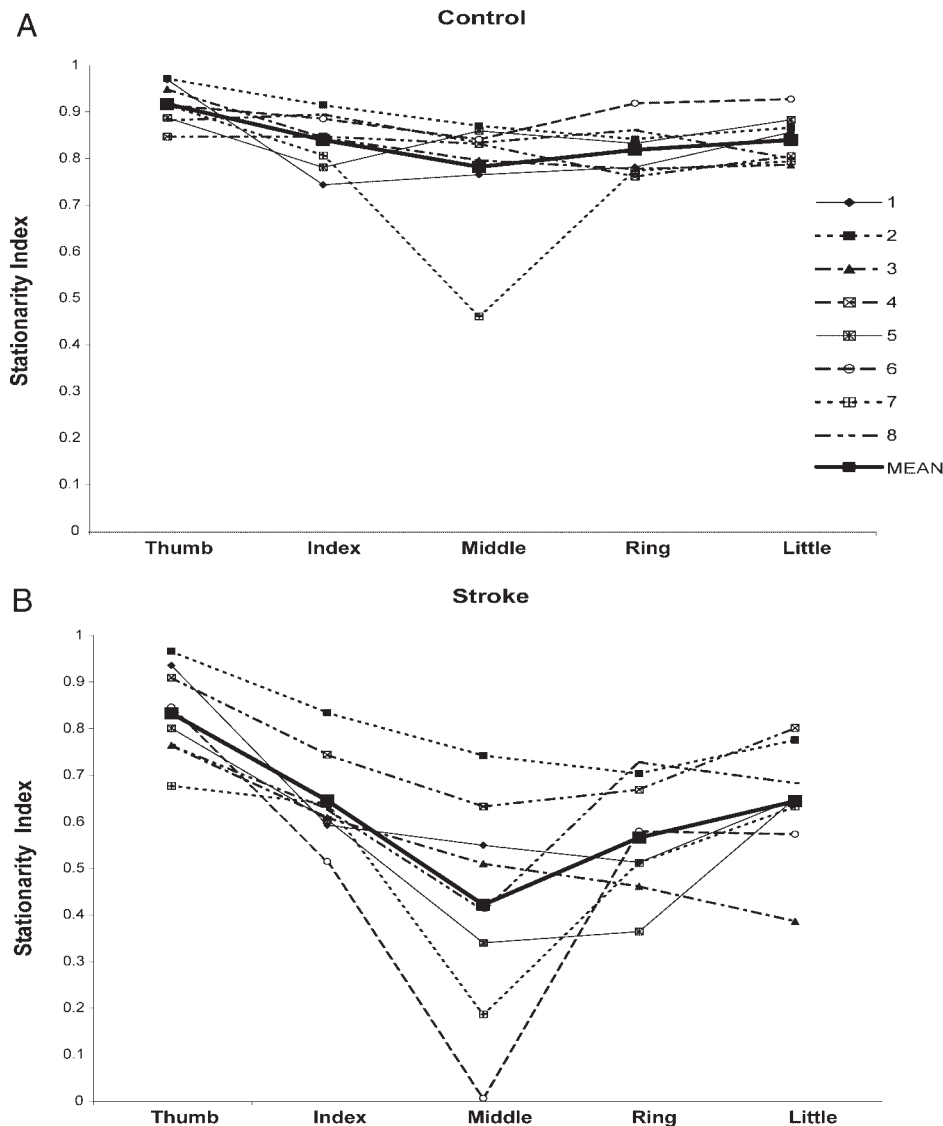 A
Control
1
0.9
0.8
0.7
0.6
0.5
0.4
0.3
0.2
0.1
0
Stationarity Index
Thumb
Index
Middle
Ring
Little
1
2
3
4
5
6
7
8
MEAN
B
Stroke
1
0.9
0.8
0.7
0.6
0.5
0.4
0.3
0.2
0.1
0
Stationarity Index
Thumb
Index
Middle
Ring
Little